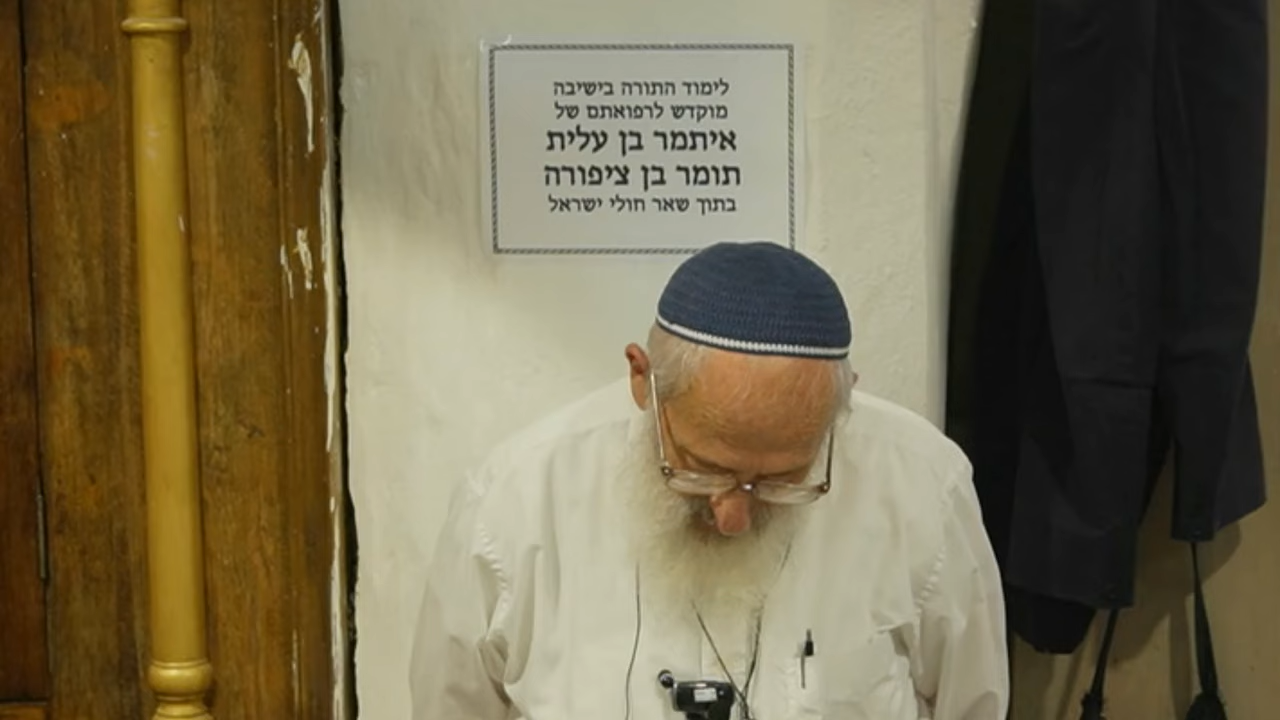 לימוד התורה בישיבה
מוקדש לרפואתם של
איתמר בן עלית
תומר בן ציפורה
בתוך שאר חולי ישראל